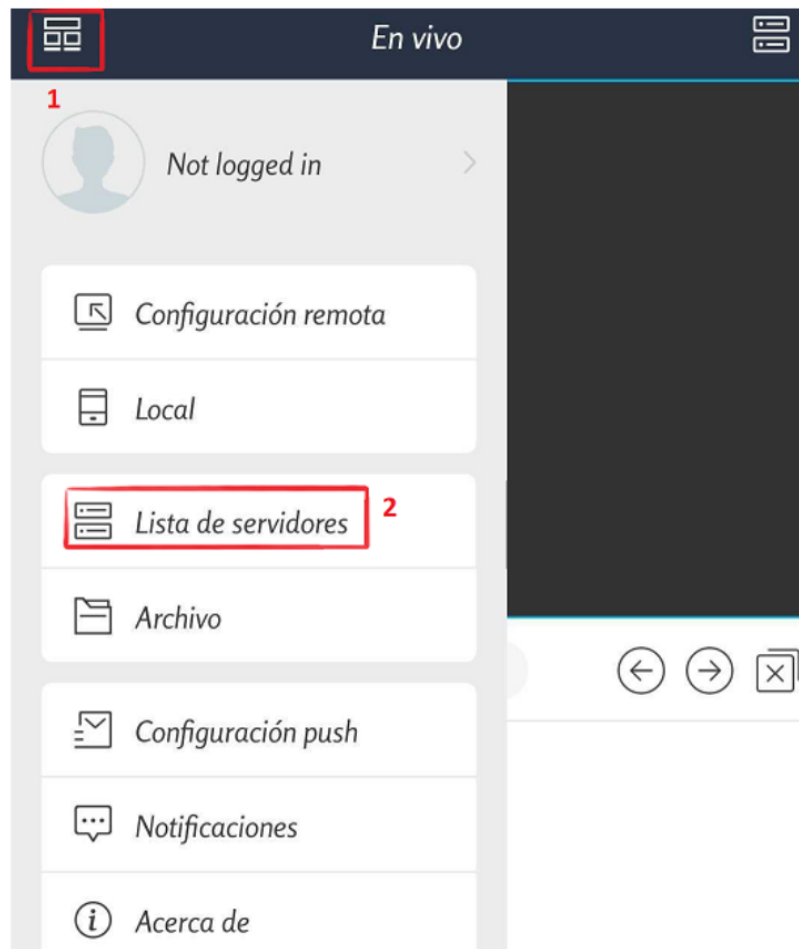 En vivo
1
Not logged in
Configuración remota
Local
Lista de servidores 2
Archivo
Configuración push
Notificaciones
Acerca de